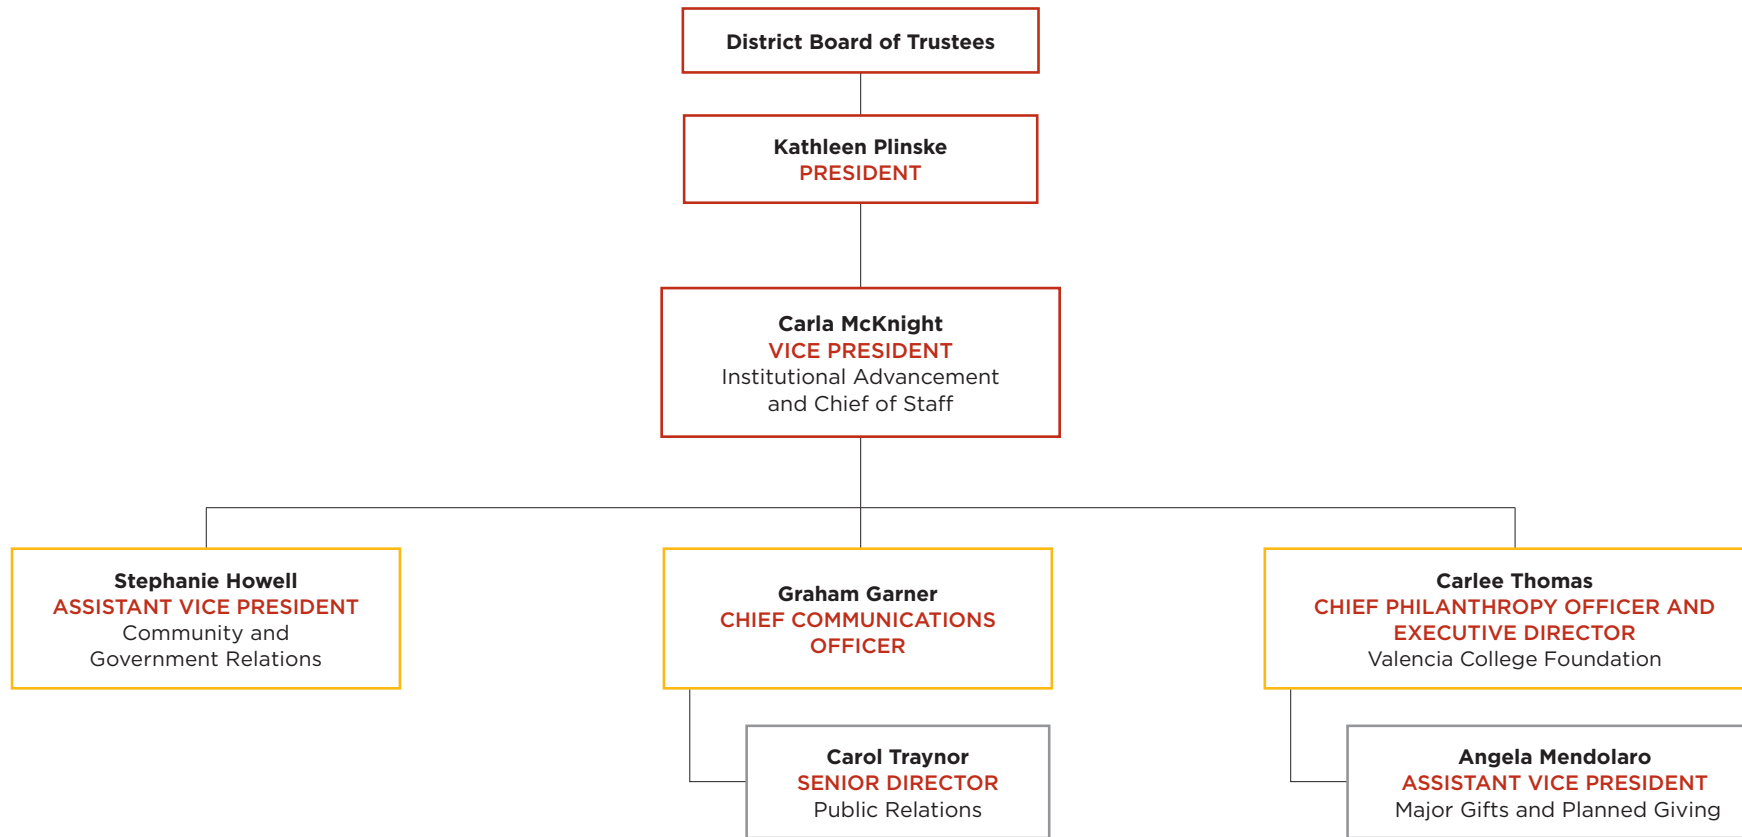 District Board of Trustees
Kathleen Plinske
PRESIDENT
Carla McKnight
VICE PRESIDENT
Institutional Advancement
and Chief of Staff
Stephanie Howell
ASSISTANT VICE PRESIDENT
Community and
Government Relations
Graham Garner
CHIEF COMMUNICATIONS
OFFICER
Carlee Thomas
CHIEF PHILANTHROPY OFFICER AND
EXECUTIVE DIRECTOR
Valencia College Foundation
Carol Traynor
SENIOR DIRECTOR
Public Relations
Angela Mendolaro
ASSISTANT VICE PRESIDENT
Major Gifts and Planned Giving